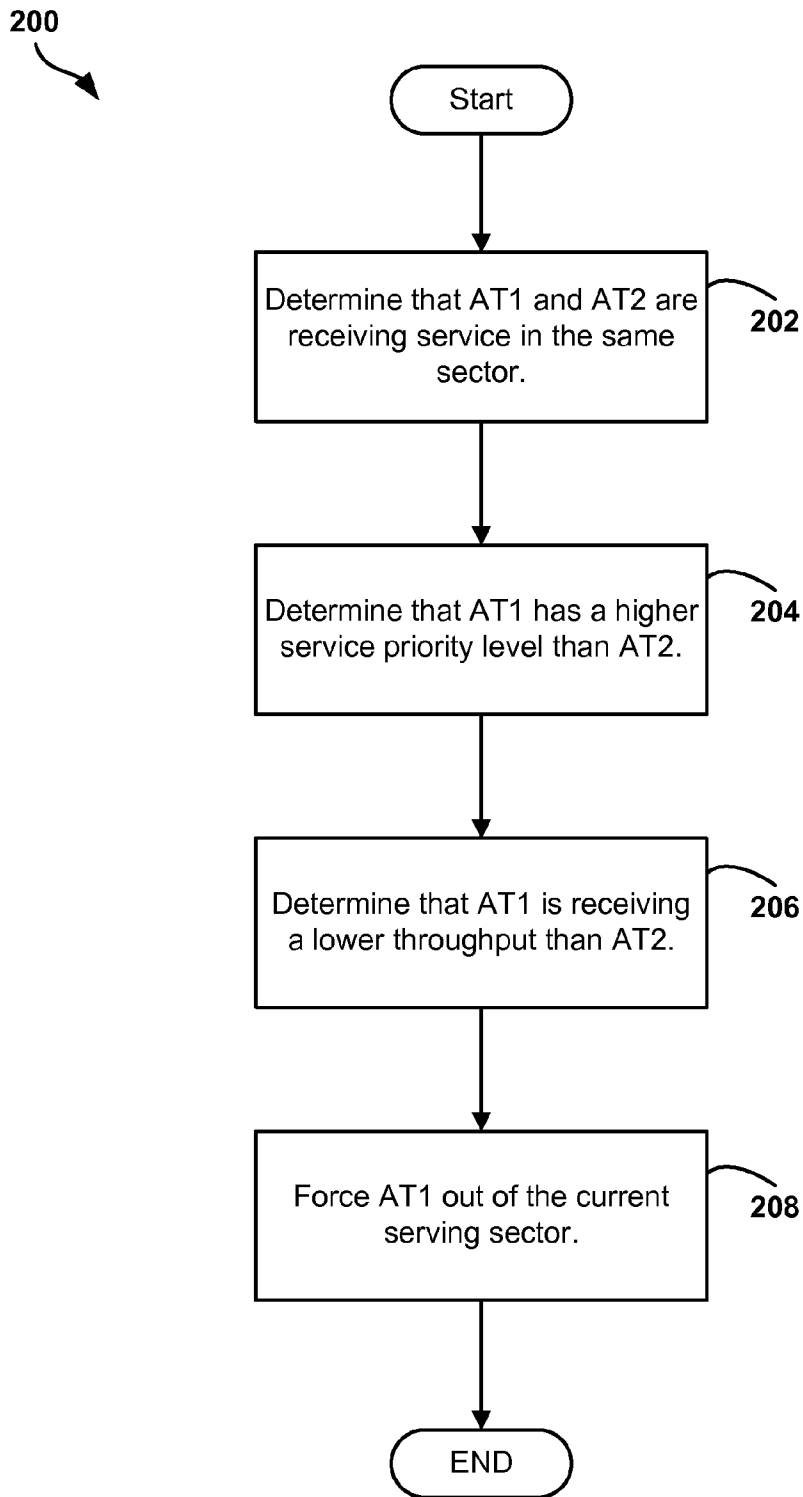 200
Start
Determine that AT1 and AT2 are
receiving service in the same
sector.
202
Determine that AT1 has a higher
service priority level than AT2.
204
Determine that AT1 is receiving
a lower throughput than AT2.
206
Force AT1 out of the current
serving sector.
208
END